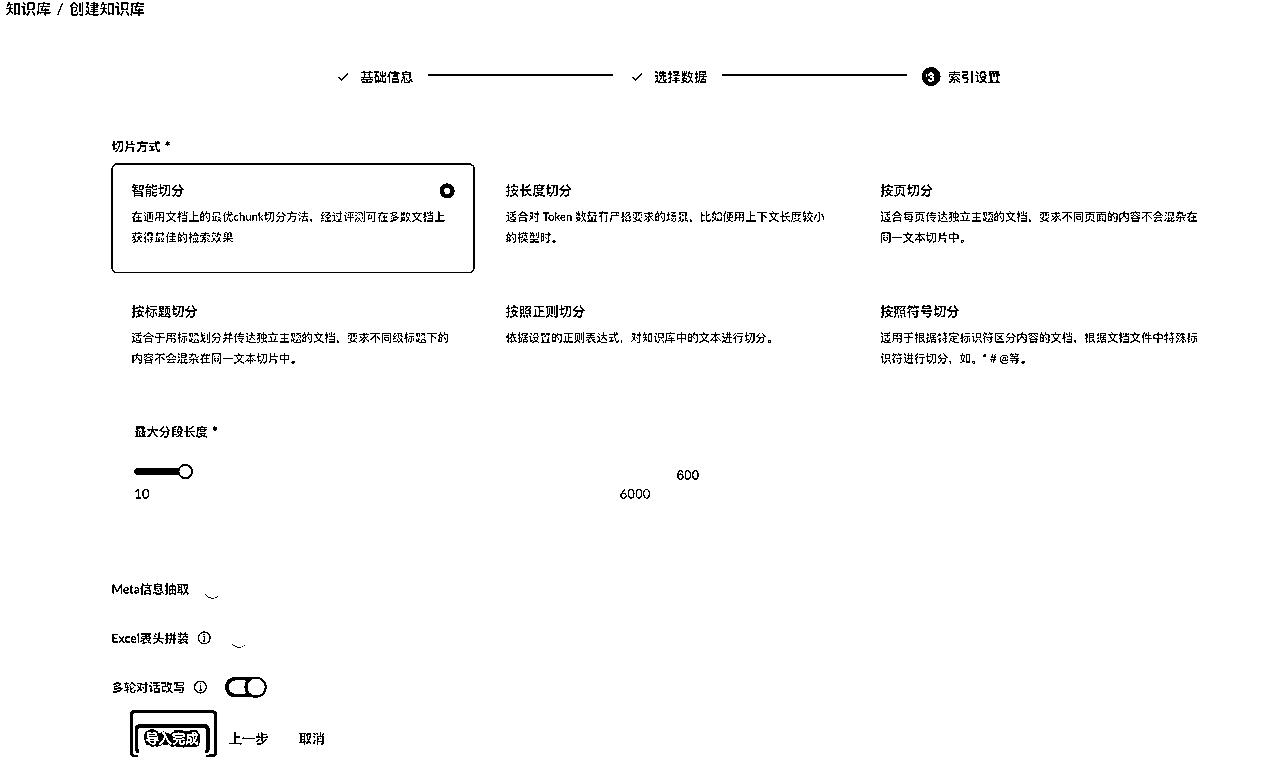 知识库 / 创建知识库
基础信息
选择数据
3 索引设置
切片方式 *
智能切分
在通用文档上的最优chunk切分方法，经过评测可在多数文档上
获得最佳的检索效果
按长度切分
适合对 Token 数量有严格要求的场景，比如使用上下文长度较小
的模型时。
按页切分
适合每页传达独立主题的文档，要求不同页面的内容不会混杂在
同一文本切片中。
按标题切分
适合于用标题划分并传达独立主题的文档，要求不同级标题下的
内容不会混杂在同一文本切片中。
按照正则切分
依据设置的正则表达式，对知识库中的文本进行切分。
按照符号切分
适用于根据特定标识符区分内容的文档，根据文档文件中特殊标
识符进行切分，如。* # @等。
最大分段长度 *
600
10
6000
Meta信息抽取
Excel表头拼装
多轮对话改写
导入完成
上一步
取消